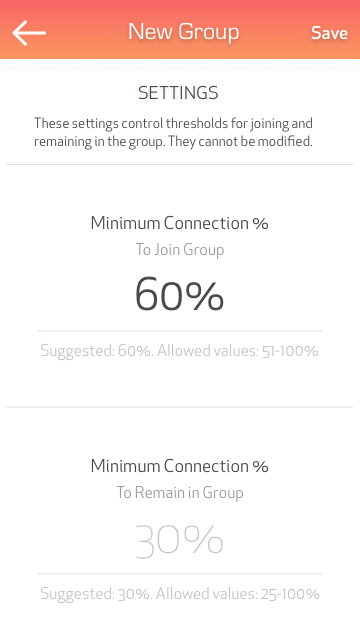 New Group
Save
SETTINGS
These settings control thresholds for joining and
remaining in the group. They cannot be modified.
Minimum Connection %
To Join Group
60%
Suggested: 60%. Allowed values: 51-100%
Minimum Connection %
To Remain in Group
30%
Suggested: 30%. Allowed values: 25-100%